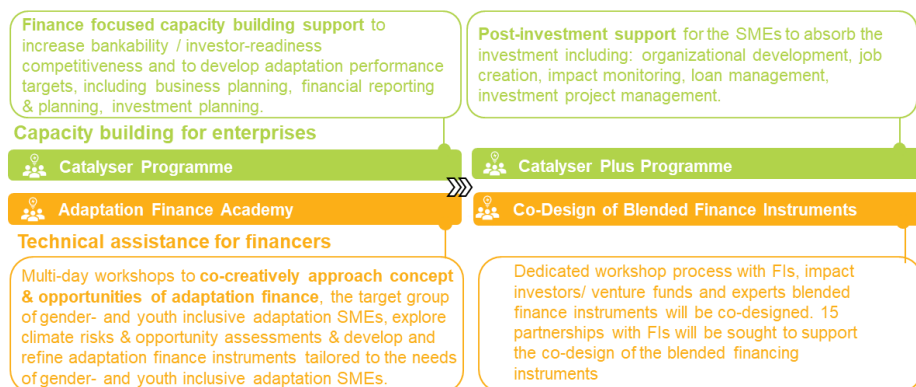 Finance focused capacity building support to
increase bankability / investor-readiness
competitiveness and to develop adaptation performance
targets, including business planning, financial reporting
& planning, investment planning.
Post-investment support for the SMEs to absorb the
investment including: organizational development, job
creation, impact monitoring, loan management,
investment project management.
Capacity building for enterprises
Catalyser Programme
Catalyser Plus Programme
Adaptation Finance Academy
Co-Design of Blended Finance Instruments
Technical assistance for financers
Multi-day workshops to co-creatively approach concept
& opportunities of adaptation finance, the target group
of gender- and youth inclusive adaptation SMEs, explore
climate risks & opportunity assessments & develop and
refine adaptation finance instruments tailored to the needs
of gender- and youth inclusive adaptation SMEs.
Dedicated workshop process with FIs, impact
investors/ venture funds and experts blended
finance instruments will be co-designed. 15
partnerships with FIs will be sought to support
the co-design of the blended financing
instruments